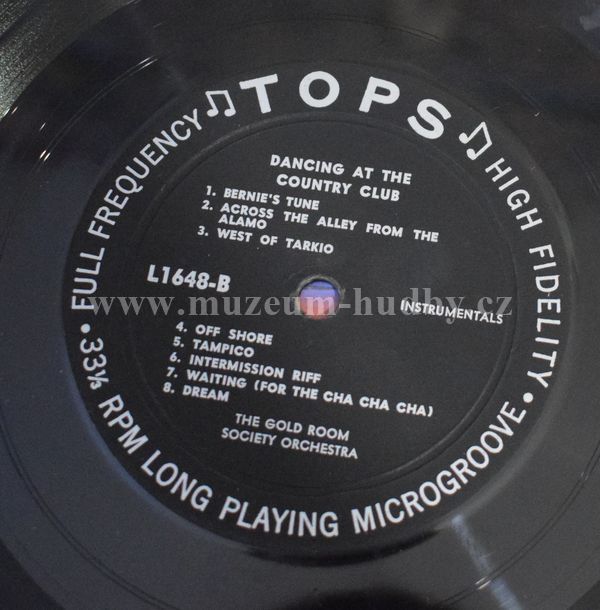 TOPS
DANCING AT THE
COUNTRY CLUB
1. BERNIE'S TUNE
2. ACROSS THE ALLEY FROM THE
ALAMO
3. WEST OF TARKIO
L1648-B
INSTRUMENTALS
www.muzeum-hudby.cz
4. OFF SHORE
5. TAMPICO
6. INTERMISSION RIFF
7. WAITING (FOR THE CHA CHA CHA)
8. DREAM
THE GOLD ROOM
SOCIETY ORCHESTRA
HIGH FIDELITY • 33⅓ RPM LONG PLAYING MICROGROOVE • FULL FREQUENCY